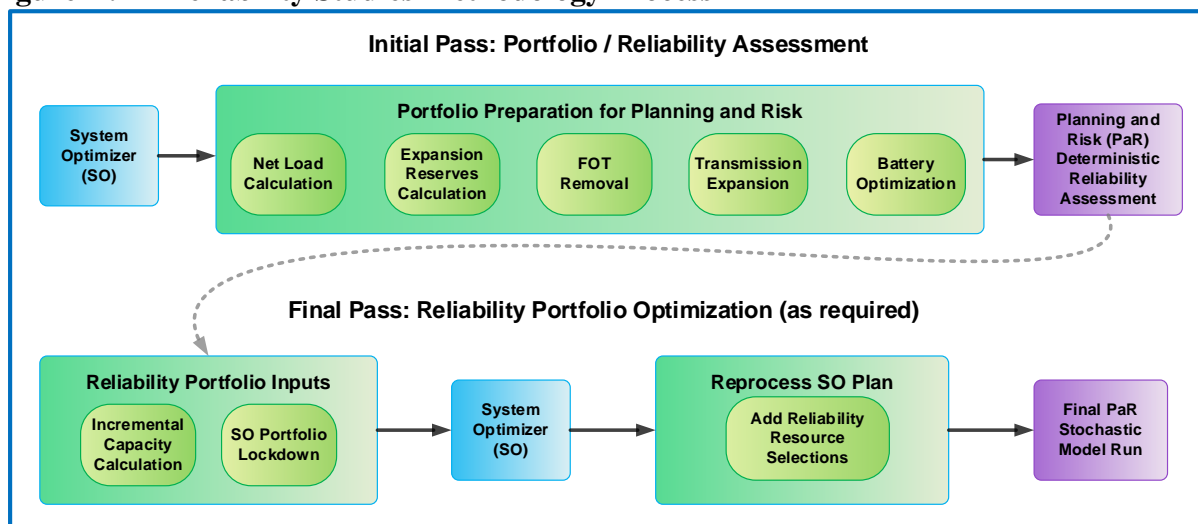 Initial Pass: Portfolio / Reliability Assessment
System
Optimizer
(SO)
Portfolio Preparation for Planning and Risk
Net Load
Calculation
Expansion
Reserves
Calculation
FOT
Removal
Transmission
Expansion
Battery
Optimization
Planning and
Risk (PaR)
Deterministic
Reliability
Assessment
Final Pass: Reliability Portfolio Optimization (as required)
Reliability Portfolio Inputs
Incremental
Capacity
Calculation
SO Portfolio
Lockdown
System
Optimizer
(SO)
Reprocess SO Plan
Add Reliability
Resource
Selections
Final PaR
Stochastic
Model Run